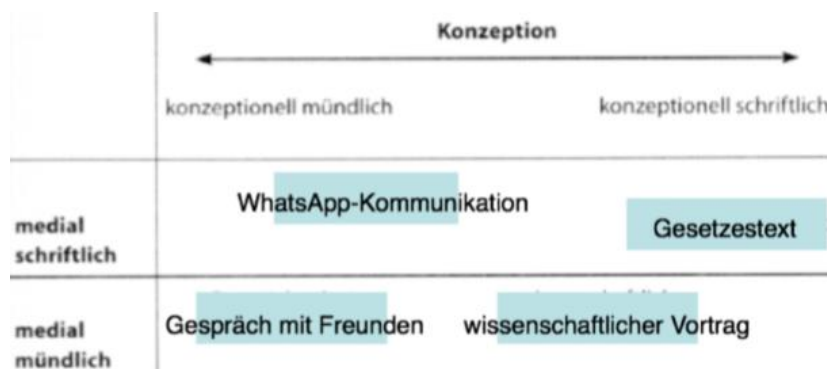 Konzeption
konzeptionell mündlich
konzeptionell schriftlich
WhatsApp-Kommunikation
medial
schriftlich
Gesetzestext
Gespräch mit Freunden
wissenschaftlicher Vortrag
medial
mündlich